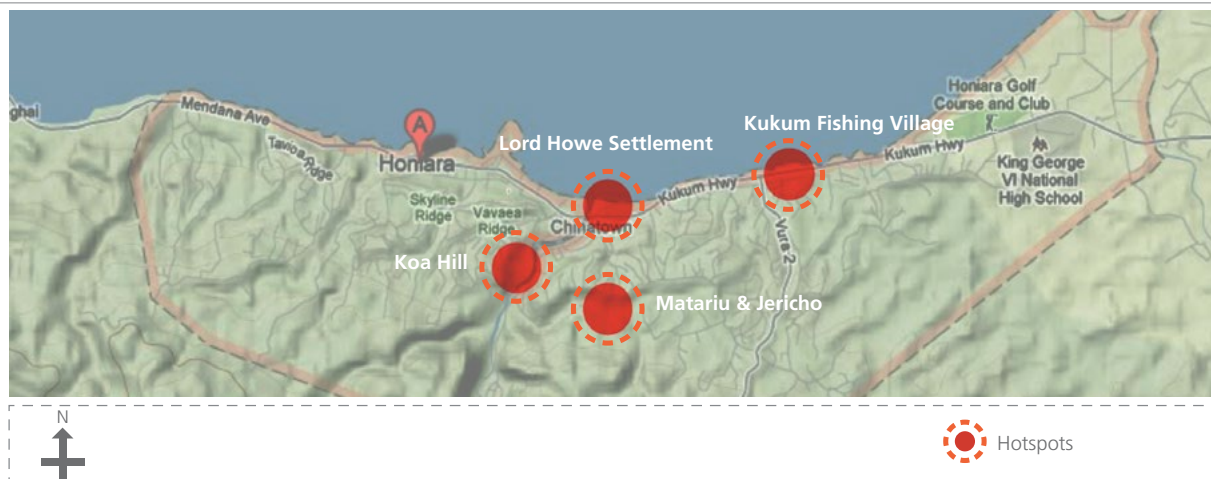 ghai
Mendana Ave
Tavioa Ridge
A
Honiara
Lord Howe Settlement
Kukum Fishing Village
Honiara Golf
Course and Club
Kukum Hwy
King George
VI National
High School
Kukum Hwy
Skyline
Ridge
Vavaea
Ridge
Chinatown
Vura 2
Koa Hill
Matariu & Jericho
N
Hotspots